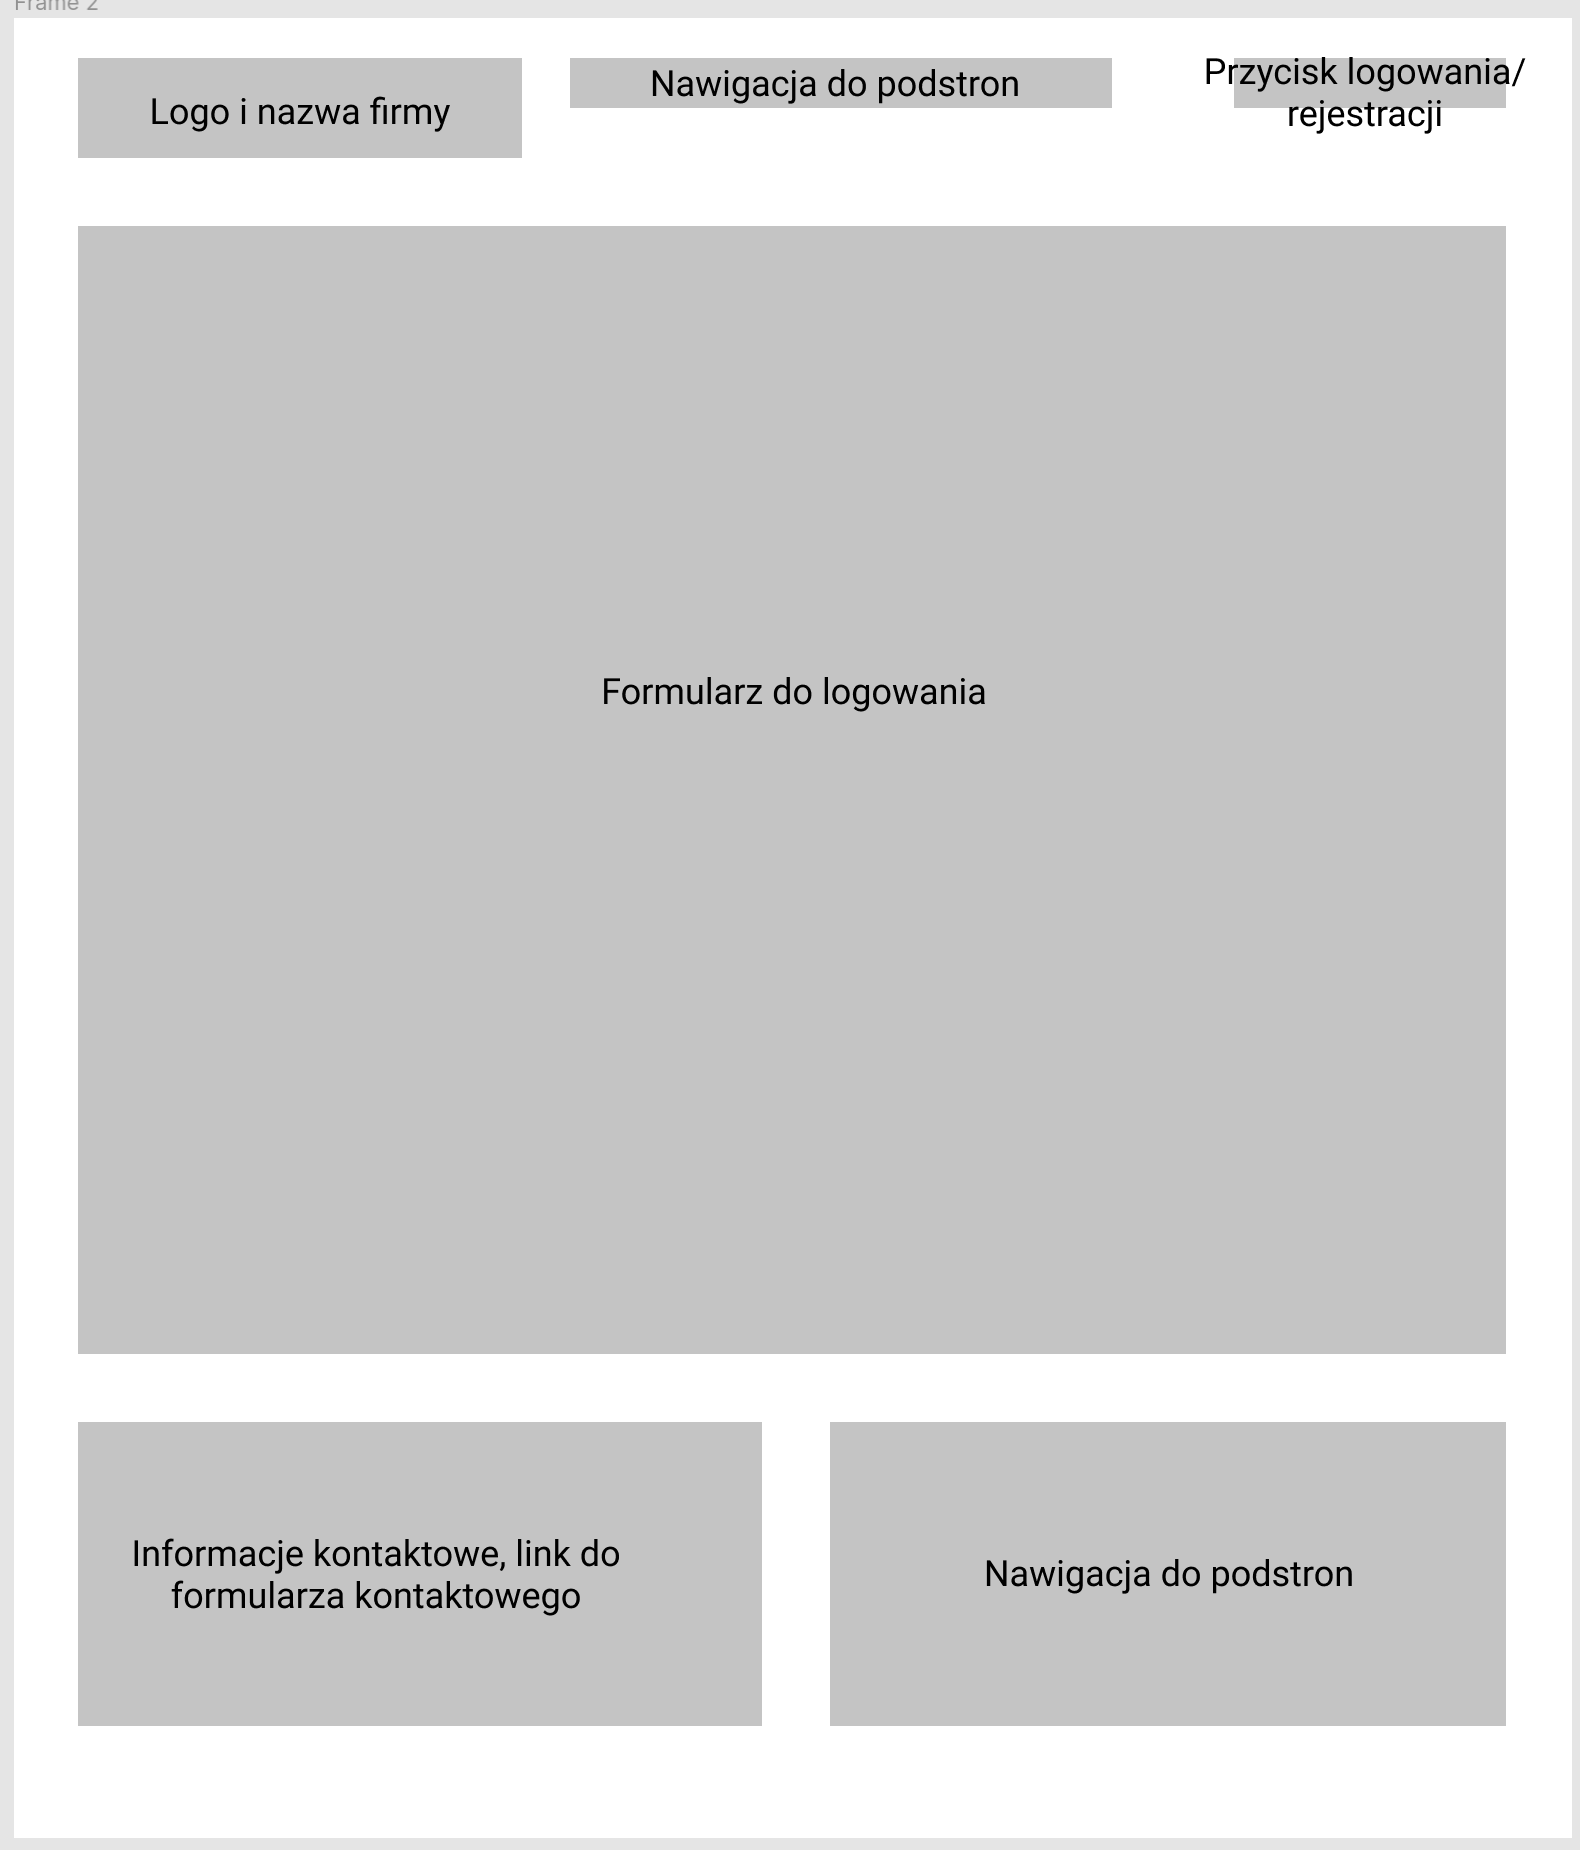 Frame 2
Logo i nazwa firmy
Nawigacja do podstron
Przycisk logowania/
rejestracji
Formularz do logowania
Informacje kontaktowe, link do
formularza kontaktowego
Nawigacja do podstron